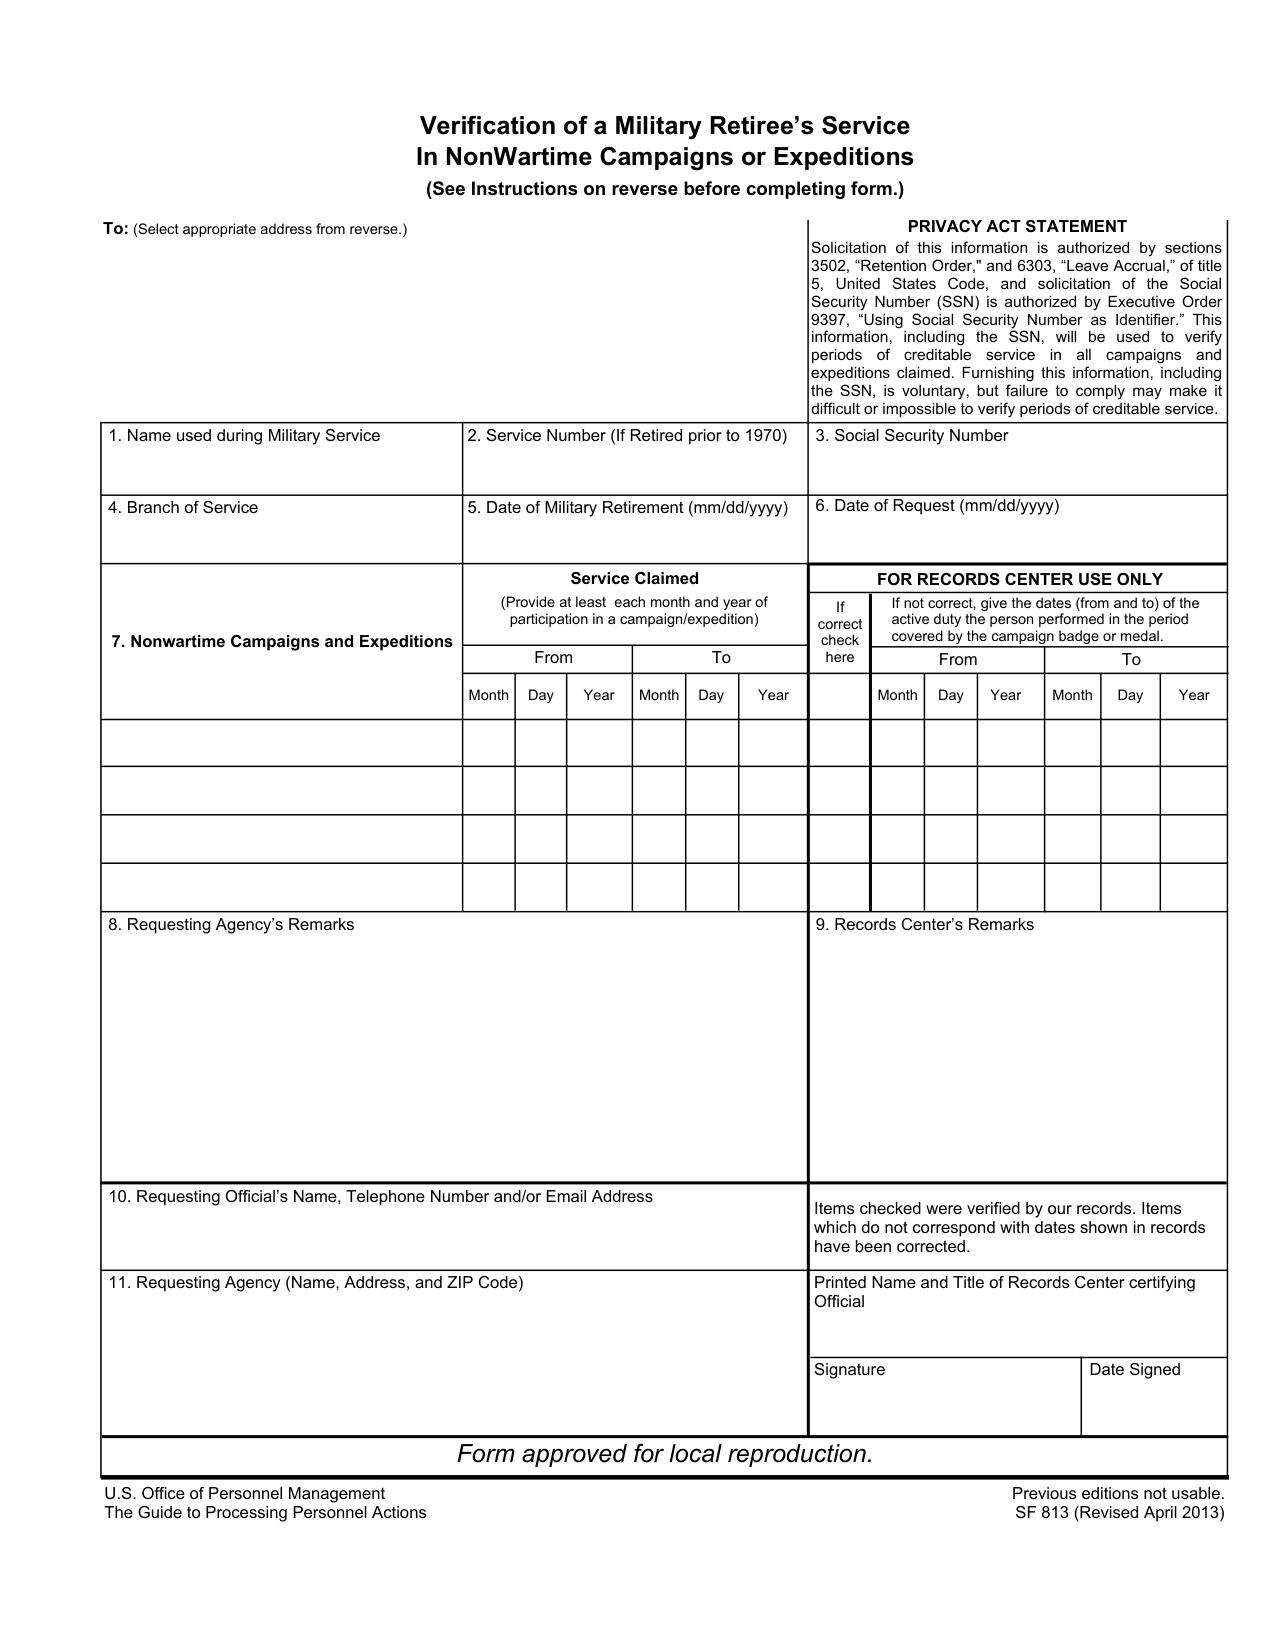 Verification of a Military Retiree’s Service
In NonWartime Campaigns or Expeditions
(See Instructions on reverse before completing form.)
To: (Select appropriate address from reverse.)
PRIVACY ACT STATEMENT
Solicitation of this information is authorized by sections
3502, “Retention Order," and 6303, “Leave Accrual,” of title
5, United States Code, and solicitation of the Social
Security Number (SSN) is authorized by Executive Order
9397, “Using Social Security Number as Identifier.” This
information, including the SSN, will be used to verify
periods of creditable service in all campaigns and
expeditions claimed. Furnishing this information, including
the SSN, is voluntary, but failure to comply may make it
difficult or impossible to verify periods of creditable service.
1. Name used during Military Service
2. Service Number (If Retired prior to 1970)
3. Social Security Number
4. Branch of Service
5. Date of Military Retirement (mm/dd/yyyy)
6. Date of Request (mm/dd/yyyy)
7. Nonwartime Campaigns and Expeditions
Service Claimed
(Provide at least each month and year of
participation in a campaign/expedition)
From
To
Month
Day
Year
Month
Day
Year
FOR RECORDS CENTER USE ONLY
If
correct
check
here
If not correct, give the dates (from and to) of the
active duty the person performed in the period
covered by the campaign badge or medal.
From
To
Month
Day
Year
Month
Day
Year
8. Requesting Agency’s Remarks
9. Records Center’s Remarks
10. Requesting Official’s Name, Telephone Number and/or Email Address
Items checked were verified by our records. Items
which do not correspond with dates shown in records
have been corrected.
11. Requesting Agency (Name, Address, and ZIP Code)
Printed Name and Title of Records Center certifying
Official
Signature
Date Signed
Form approved for local reproduction.
U.S. Office of Personnel Management
The Guide to Processing Personnel Actions
Previous editions not usable.
SF 813 (Revised April 2013)